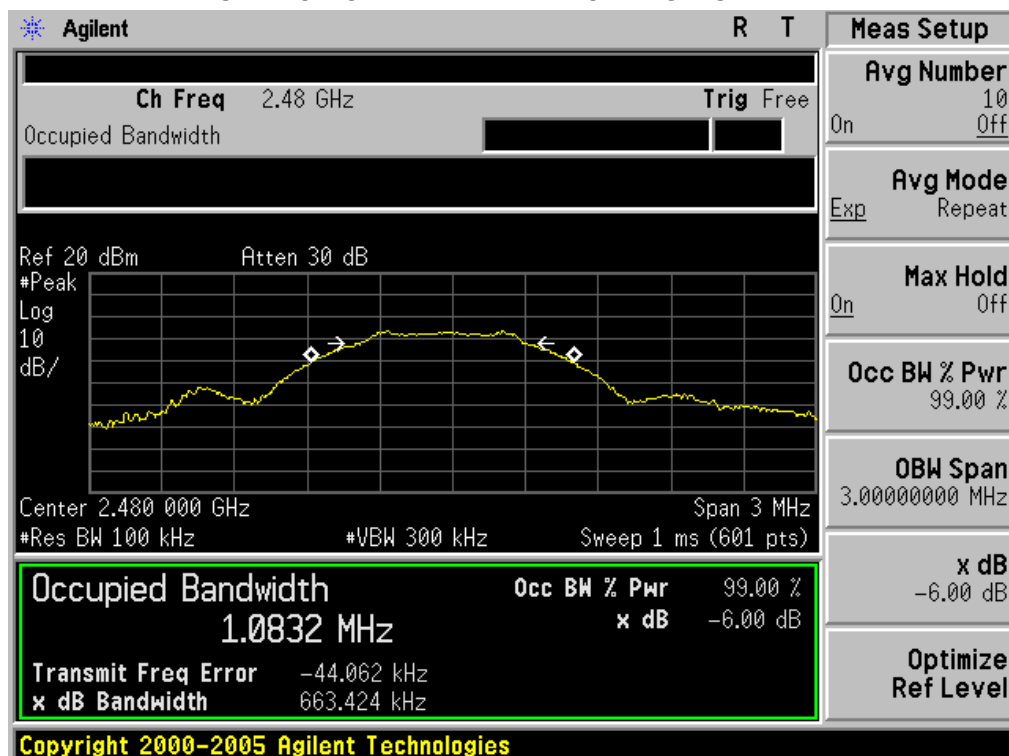 Agilent R T
Ch Freq 2.48 GHz Trig Free
Occupied Bandwidth
Ref 20 dBm Atten 30 dB
#Peak
Log
10
dB/
Center 2.480 000 GHz Span 3 MHz
#Res BW 100 kHz #VBW 300 kHz Sweep 1 ms (601 pts)
Occupied Bandwidth
1.0832 MHz
Occ BW % Pwr 99.00 %
x dB -6.00 dB
Transmit Freq Error -44.062 kHz
x dB Bandwidth 663.424 kHz
Copyright 2000-2005 Agilent Technologies
Meas Setup
Avg Number
10
On Off
Avg Mode
Exp Repeat
Max Hold
On Off
Occ BW % Pwr
99.00 %
OBW Span
3.00000000 MHz
x dB
-6.00 dB
Optimize
Ref Level